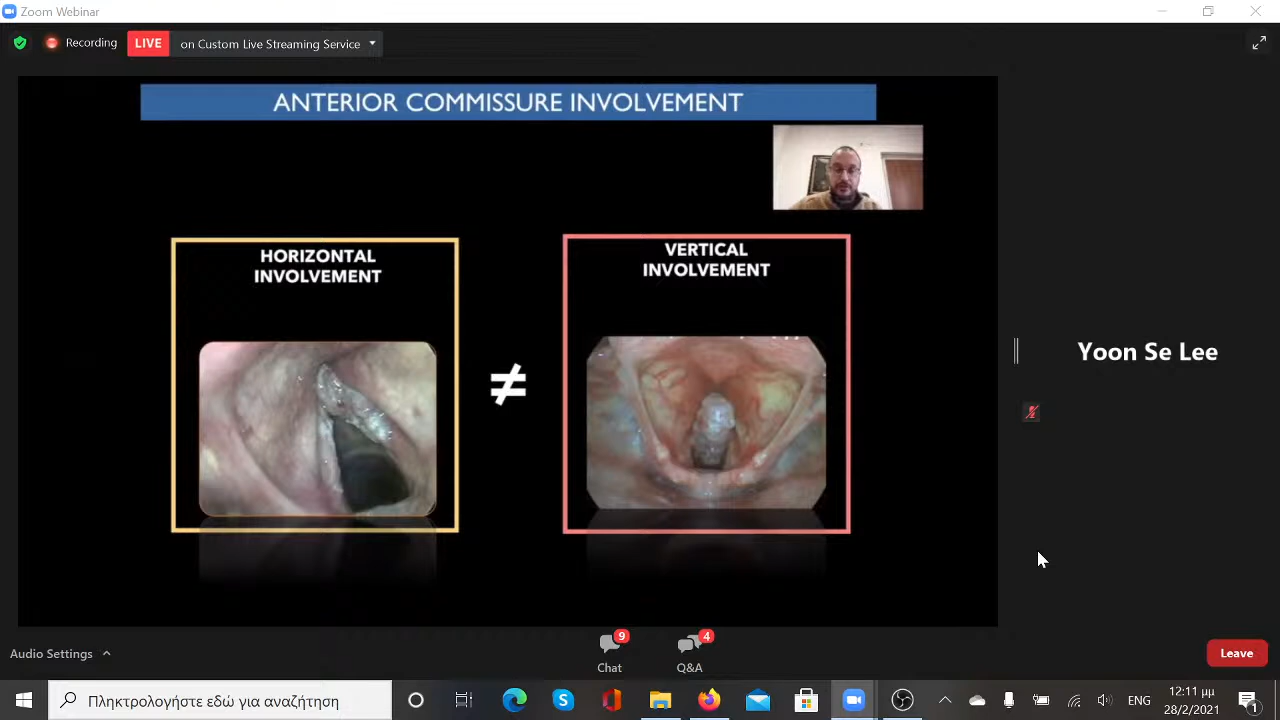 Zoom Webinar
Recording
LIVE
on Custom Live Streaming Service
ANTERIOR COMMISSURE INVOLVEMENT
HORIZONTAL
INVOLVEMENT
VERTICAL
INVOLVEMENT
≠
Yoon Se Lee
Audio Settings
9
Chat
4
Q&A
Leave
Πληκτρολογήστε εδώ για αναζήτηση
ENG
12:11 μμ
28/2/2021
1